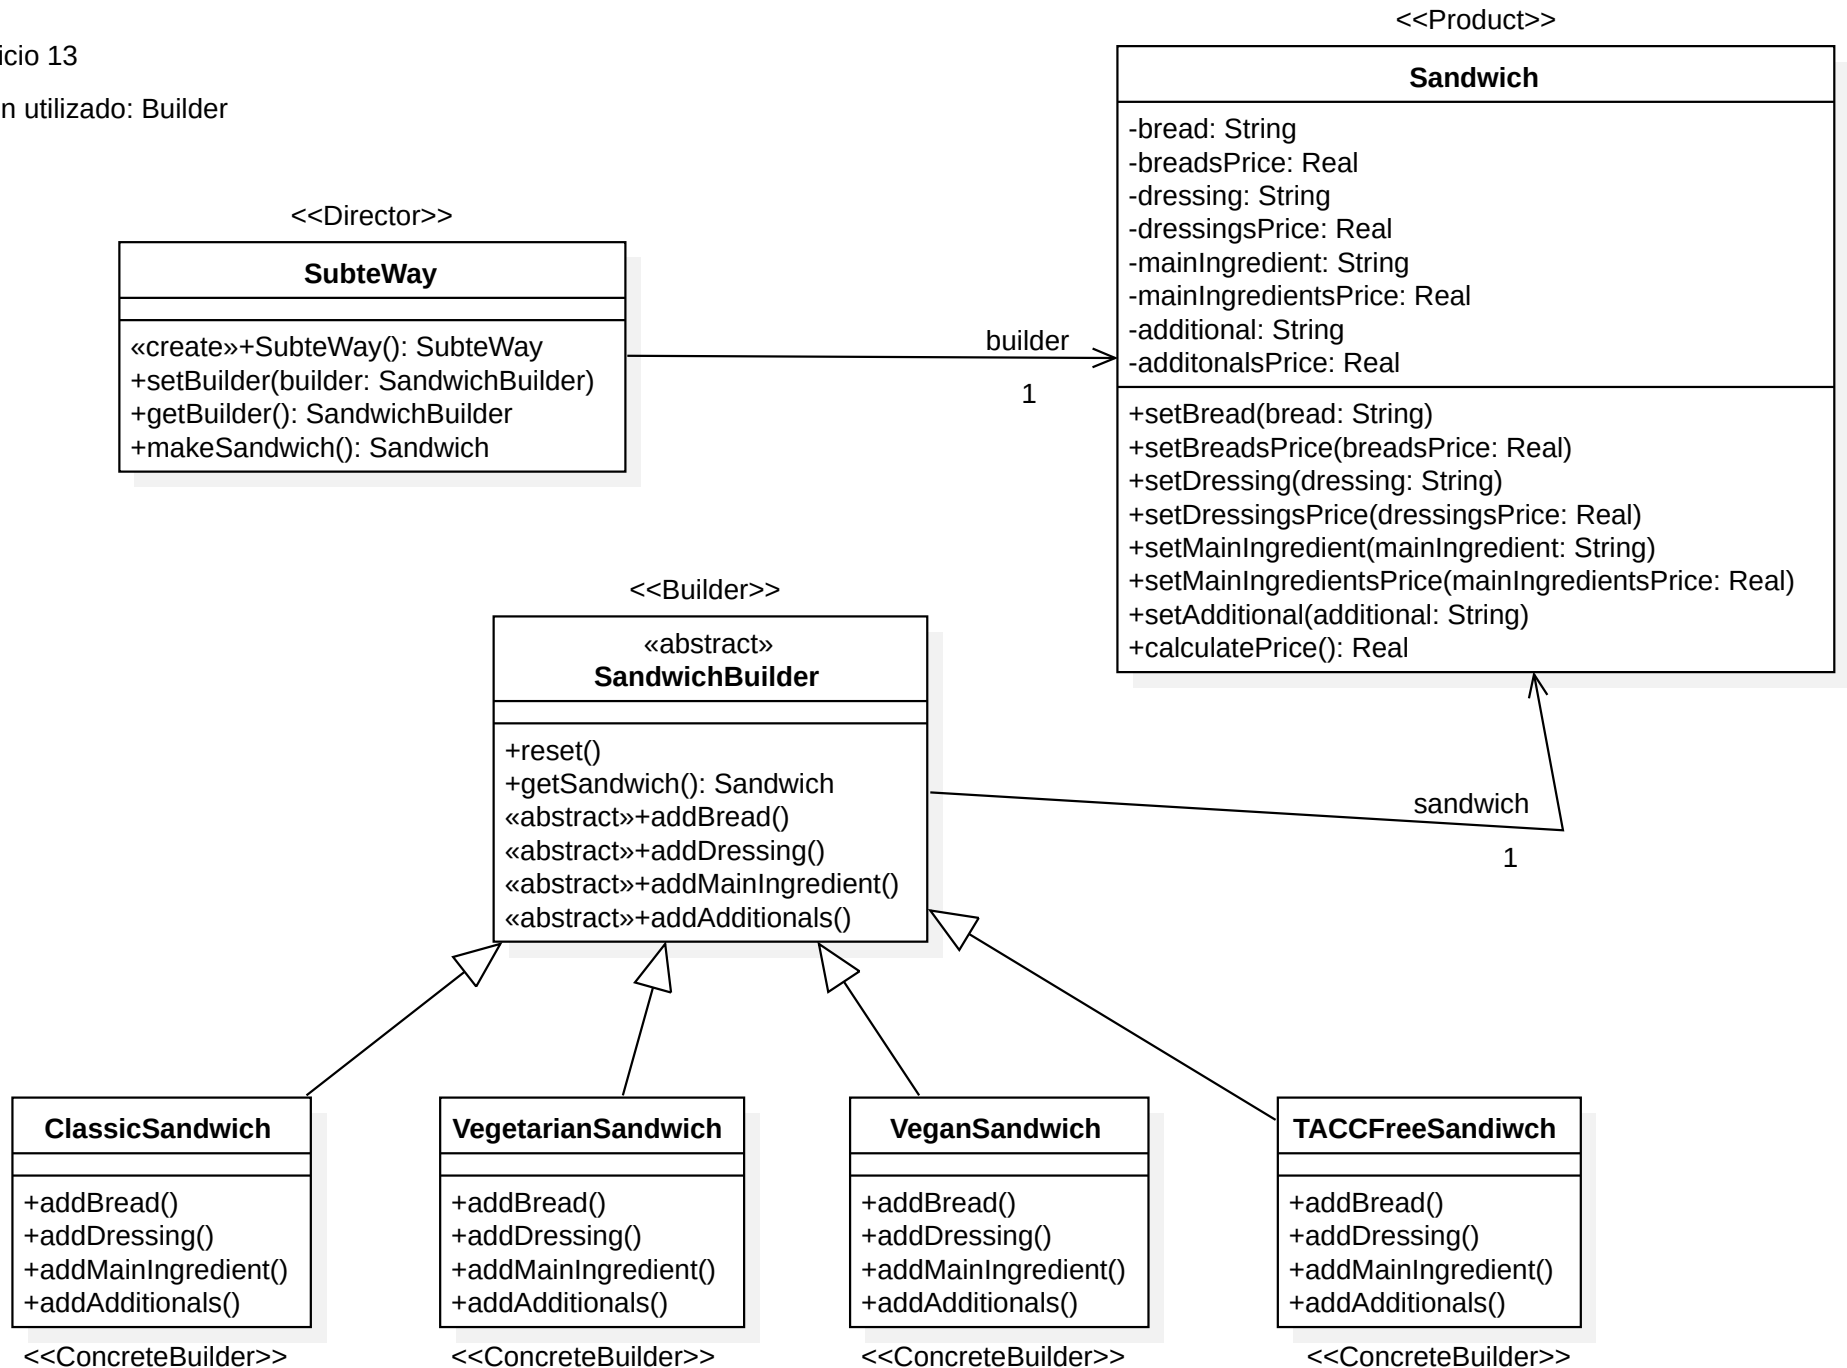 icio 13
n utilizado: Builder
<<Product>>
Sandwich
-bread: String
-breadsPrice: Real
-dressing: String
-dressingsPrice: Real
-mainIngredient: String
-mainIngredientsPrice: Real
-additional: String
-additonalsPrice: Real
+setBread(bread: String)
+setBreadsPrice(breadsPrice: Real)
+setDressing(dressing: String)
+setDressingsPrice(dressingsPrice: Real)
+setMainIngredient(mainIngredient: String)
+setMainIngredientsPrice(mainIngredientsPrice: Real)
+setAdditional(additional: String)
+calculatePrice(): Real
<<Director>>
SubteWay
«create»+SubteWay(): SubteWay
+setBuilder(builder: SandwichBuilder)
+getBuilder(): SandwichBuilder
+makeSandwich(): Sandwich
builder
1
<<Builder>>
«abstract»
SandwichBuilder
+reset()
+getSandwich(): Sandwich
«abstract»+addBread()
«abstract»+addDressing()
«abstract»+addMainIngredient()
«abstract»+addAdditionals()
sandwich
1
ClassicSandwich
+addBread()
+addDressing()
+addMainIngredient()
+addAdditionals()
<<ConcreteBuilder>>
VegetarianSandwich
+addBread()
+addDressing()
+addMainIngredient()
+addAdditionals()
<<ConcreteBuilder>>
VeganSandwich
+addBread()
+addDressing()
+addMainIngredient()
+addAdditionals()
<<ConcreteBuilder>>
TACCFreeSandiwch
+addBread()
+addDressing()
+addMainIngredient()
+addAdditionals()
<<ConcreteBuilder>>